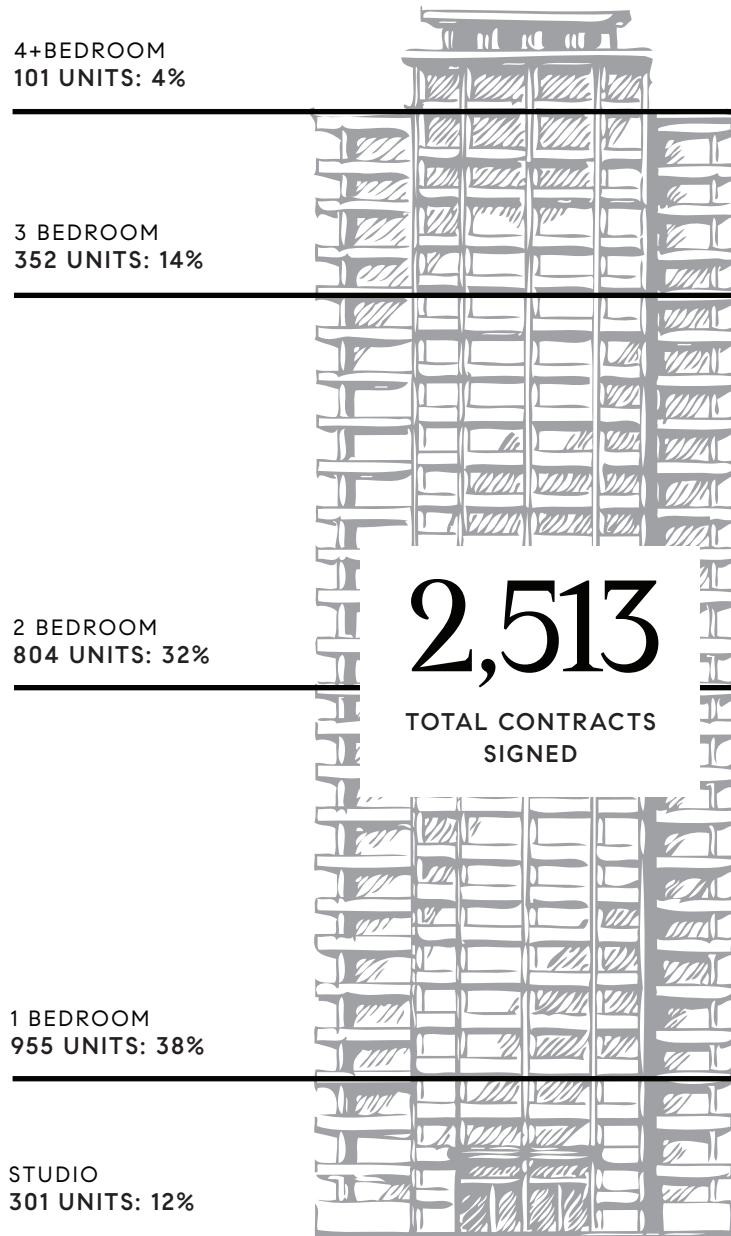 4+BEDROOM
101 UNITS: 4%
3 BEDROOM
352 UNITS: 14%
2 BEDROOM
804 UNITS: 32%
2,513
TOTAL CONTRACTS
SIGNED
1 BEDROOM
955 UNITS: 38%
STUDIO
301 UNITS: 12%